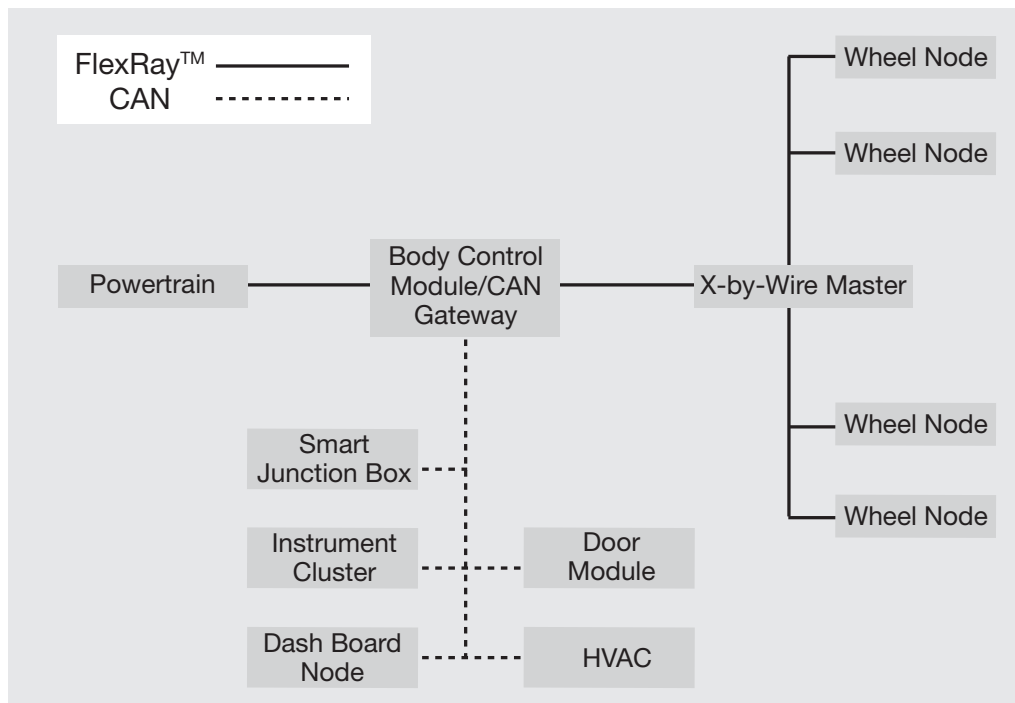 FlexRay™
CAN
Wheel Node
Wheel Node
Powertrain
Body Control
Module/CAN
Gateway
X-by-Wire Master
Wheel Node
Wheel Node
Smart
Junction Box
Instrument
Cluster
Door
Module
Dash Board
Node
HVAC